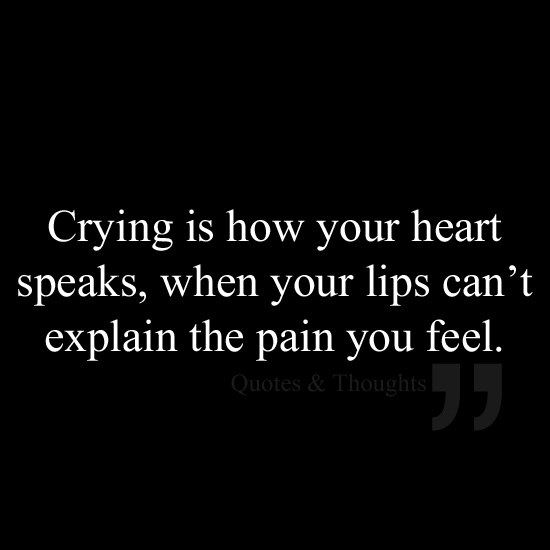 Crying is how your heart
speaks, when your lips can’t
explain the pain you feel.
Quotes & Thoughts ”